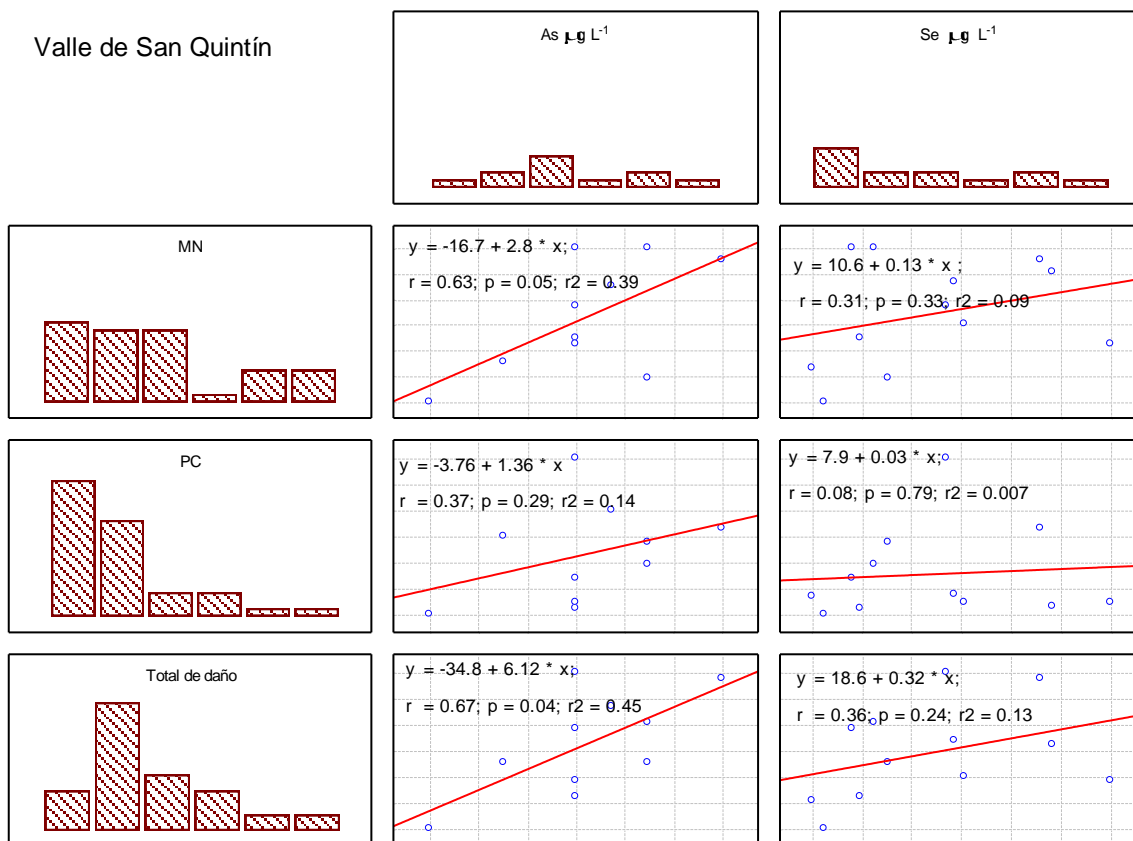 Valle de San Quintín
As µg L-1
Se µg L-1
MN
y = -16.7 + 2.8 * x;
r = 0.63; p = 0.05; r2 = 0.39
y = 10.6 + 0.13 * x ;
r = 0.31; p = 0.33; r2 = 0.09
PC
y = -3.76 + 1.36 * x
r = 0.37; p = 0.29; r2 = 0.14
y = 7.9 + 0.03 * x;
r = 0.08; p = 0.79; r2 = 0.007
Total de daño
y = -34.8 + 6.12 * x;
r = 0.67; p = 0.04; r2 = 0.45
y = 18.6 + 0.32 * x;
r = 0.36; p = 0.24; r2 = 0.13